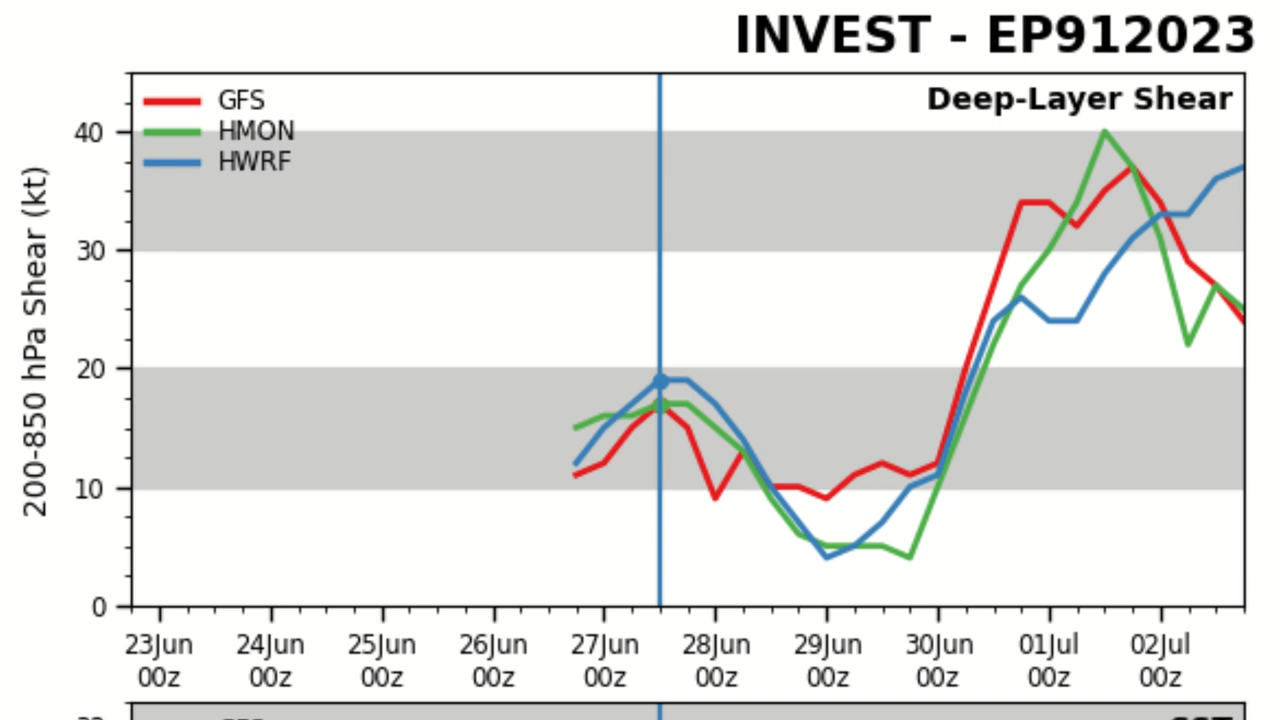 INVEST - EP912023
Deep-Layer Shear
GFS
HMON
HWRF
200-850 hPa Shear (kt)
40
30
20
10
0
23Jun 24Jun 25Jun 26Jun 27Jun 28Jun 29Jun 30Jun 01Jul 02Jul
00z 00z 00z 00z 00z 00z 00z 00z 00z 00z